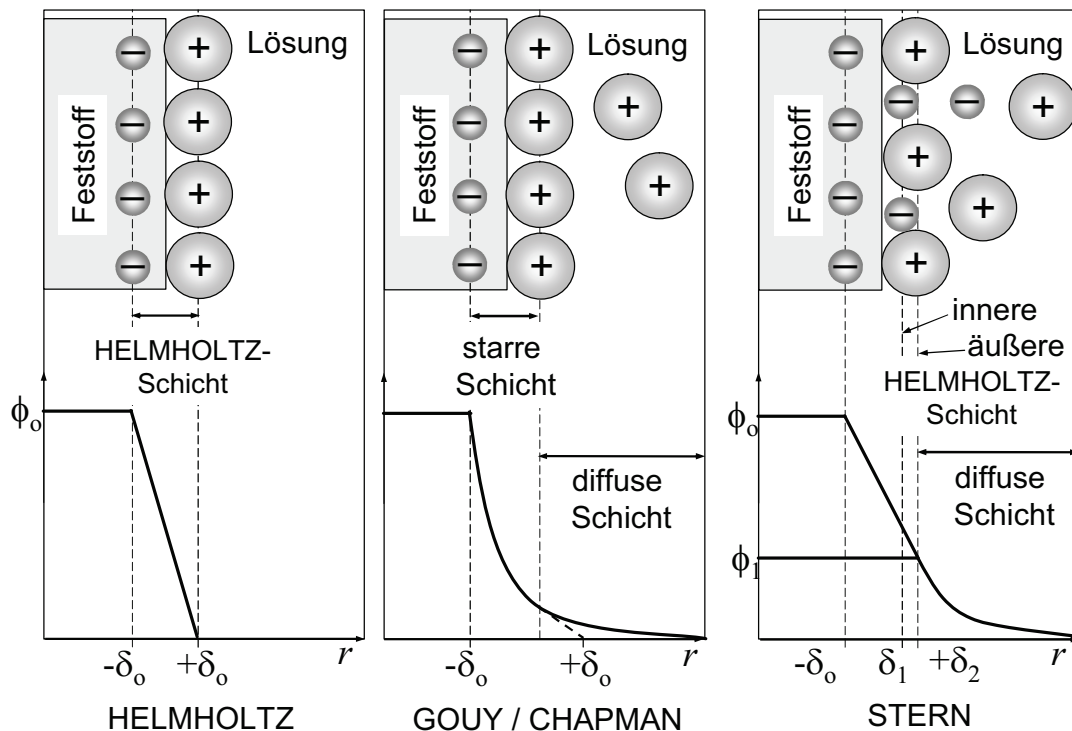 Lösung
Feststoff
− + − + − + − +
HELMHOLTZ-
Schicht
ϕo
-δo +δo r
HELMHOLTZ
Lösung
Feststoff
− + − + − + − +
+
+
starre
Schicht
diffuse
Schicht
-δo +δo r
GOUY / CHAPMAN
Lösung
Feststoff
− + − + − + − +
− − +
− +
innere
äußere
HELMHOLTZ-
Schicht
ϕo
diffuse
Schicht
ϕ1
-δo δ1 +δ2 r
STERN